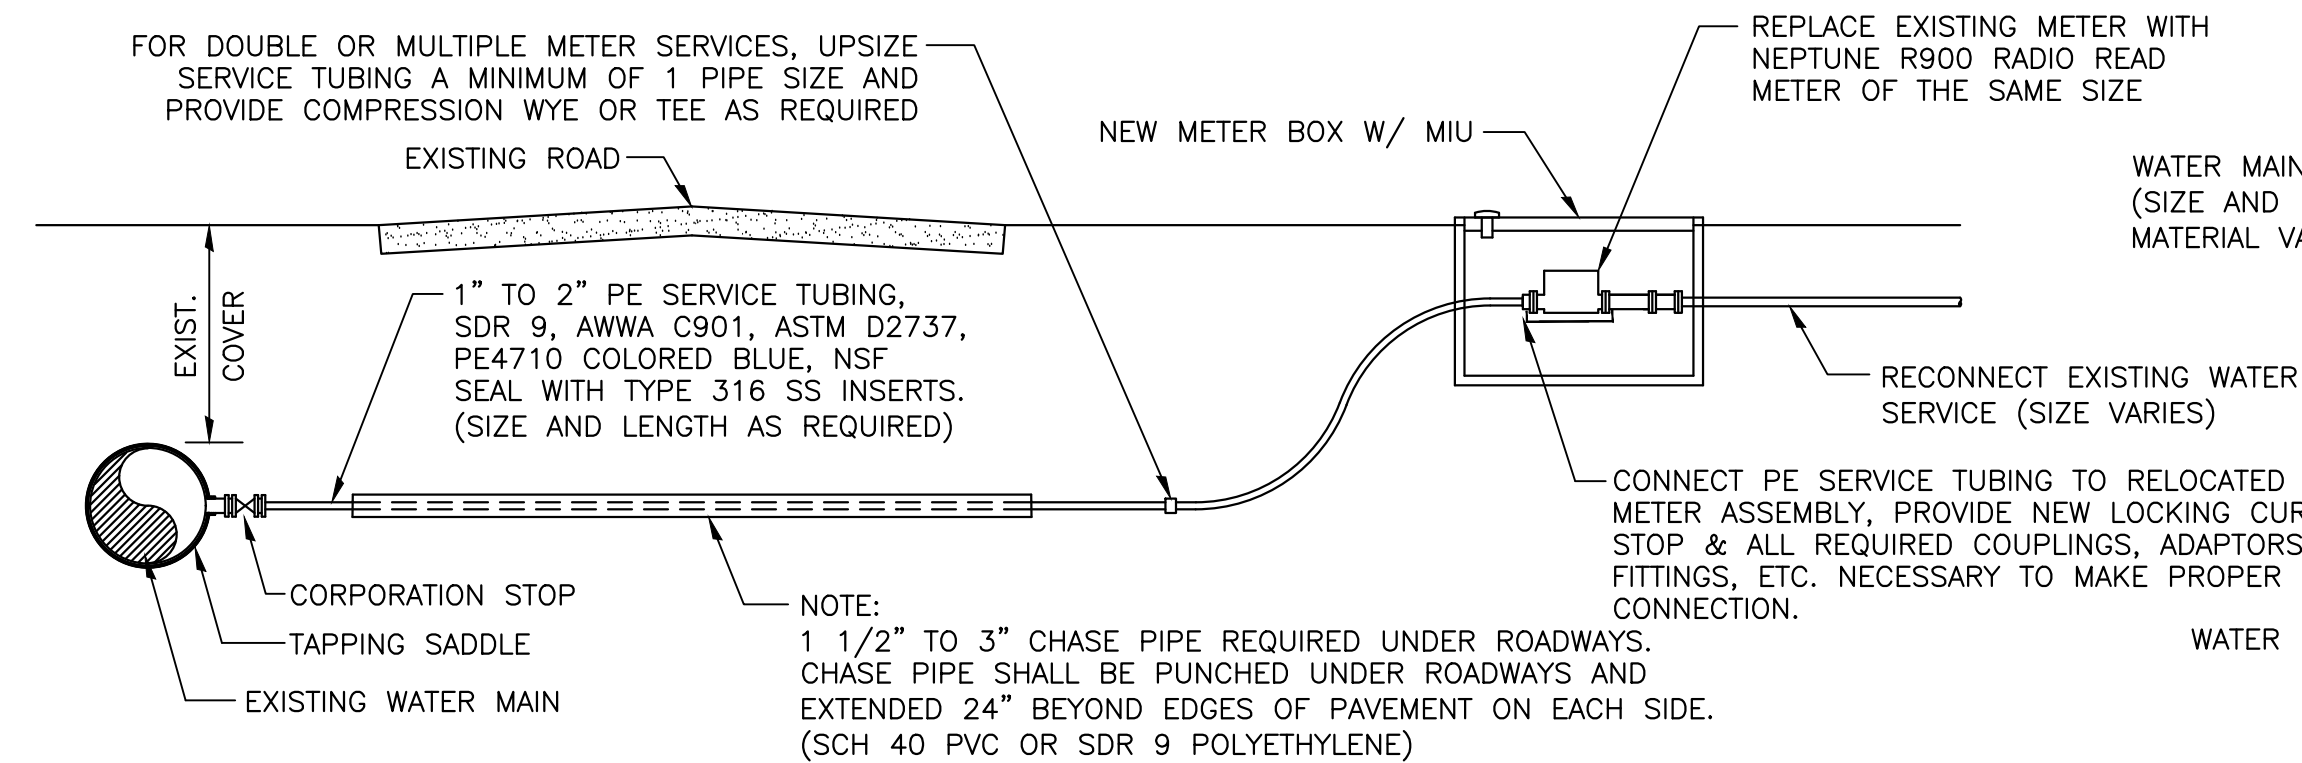 FOR DOUBLE OR MULTIPLE METER SERVICES, UPSIZE
SERVICE TUBING A MINIMUM OF 1 PIPE SIZE AND
PROVIDE COMPRESSION WYE OR TEE AS REQUIRED
EXISTING ROAD
NEW METER BOX W/ MIU
REPLACE EXISTING METER WITH
NEPTUNE R900 RADIO READ
METER OF THE SAME SIZE
WATER MAIN
(SIZE AND
MATERIAL
EXIST.
COVER
1” TO 2” PE SERVICE TUBING,
SDR 9, AWWA C901, ASTM D2737,
PE4710 COLORED BLUE, NSF
SEAL WITH TYPE 316 SS INSERTS.
(SIZE AND LENGTH AS REQUIRED)
RECONNECT EXISTING WATER
SERVICE (SIZE VARIES)
CONNECT PE SERVICE TUBING TO RELOCATED
METER ASSEMBLY, PROVIDE NEW LOCKING
STOP & ALL REQUIRED COUPLINGS, ADAPTORS
FITTINGS, ETC. NECESSARY TO MAKE PROPER
CONNECTION.
CORPORATION STOP
TAPPING SADDLE
EXISTING WATER MAIN
NOTE:
1 1/2” TO 3” CHASE PIPE REQUIRED UNDER ROADWAYS.
CHASE PIPE SHALL BE PUNCHED UNDER ROADWAYS AND
EXTENDED 24” BEYOND EDGES OF PAVEMENT ON EACH SIDE.
(SCH 40 PVC OR SDR 9 POLYETHYLENE)
WATER